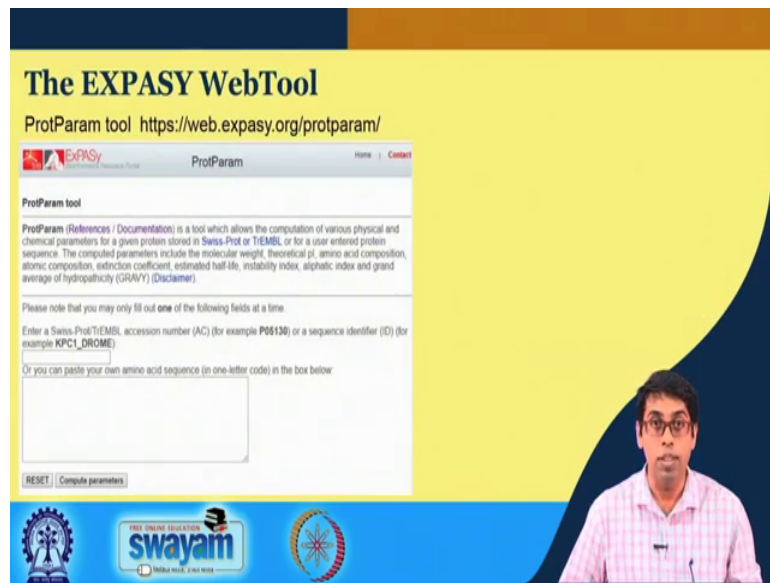 The EXPASY WebTool
ProtParam tool https://web.expasy.org/protparam/
ExPASy
ProtParam
Home | Contact
ProtParam tool
ProtParam (References / Documentation) is a tool which allows the computation of various physical and
chemical parameters for a given protein stored in Swiss-Prot or TrEMBL or for a user entered protein
sequence. The computed parameters include the molecular weight, theoretical pI, amino acid composition,
atomic composition, extinction coefficient, estimated half-life, instability index, aliphatic index and grand
average of hydropathicity (GRAVY) (Disclaimer).
Please note that you may only fill out one of the following fields at a time.
Enter a Swiss-Prot/TrEMBL accession number (AC) (for example P05130) or a sequence identifier (ID) (for
example KPC1_DROME):
Or you can paste your own amino acid sequence (in one-letter code) in the box below:
RESET Compute parameters
FREE ONLINE EDUCATION
swayam